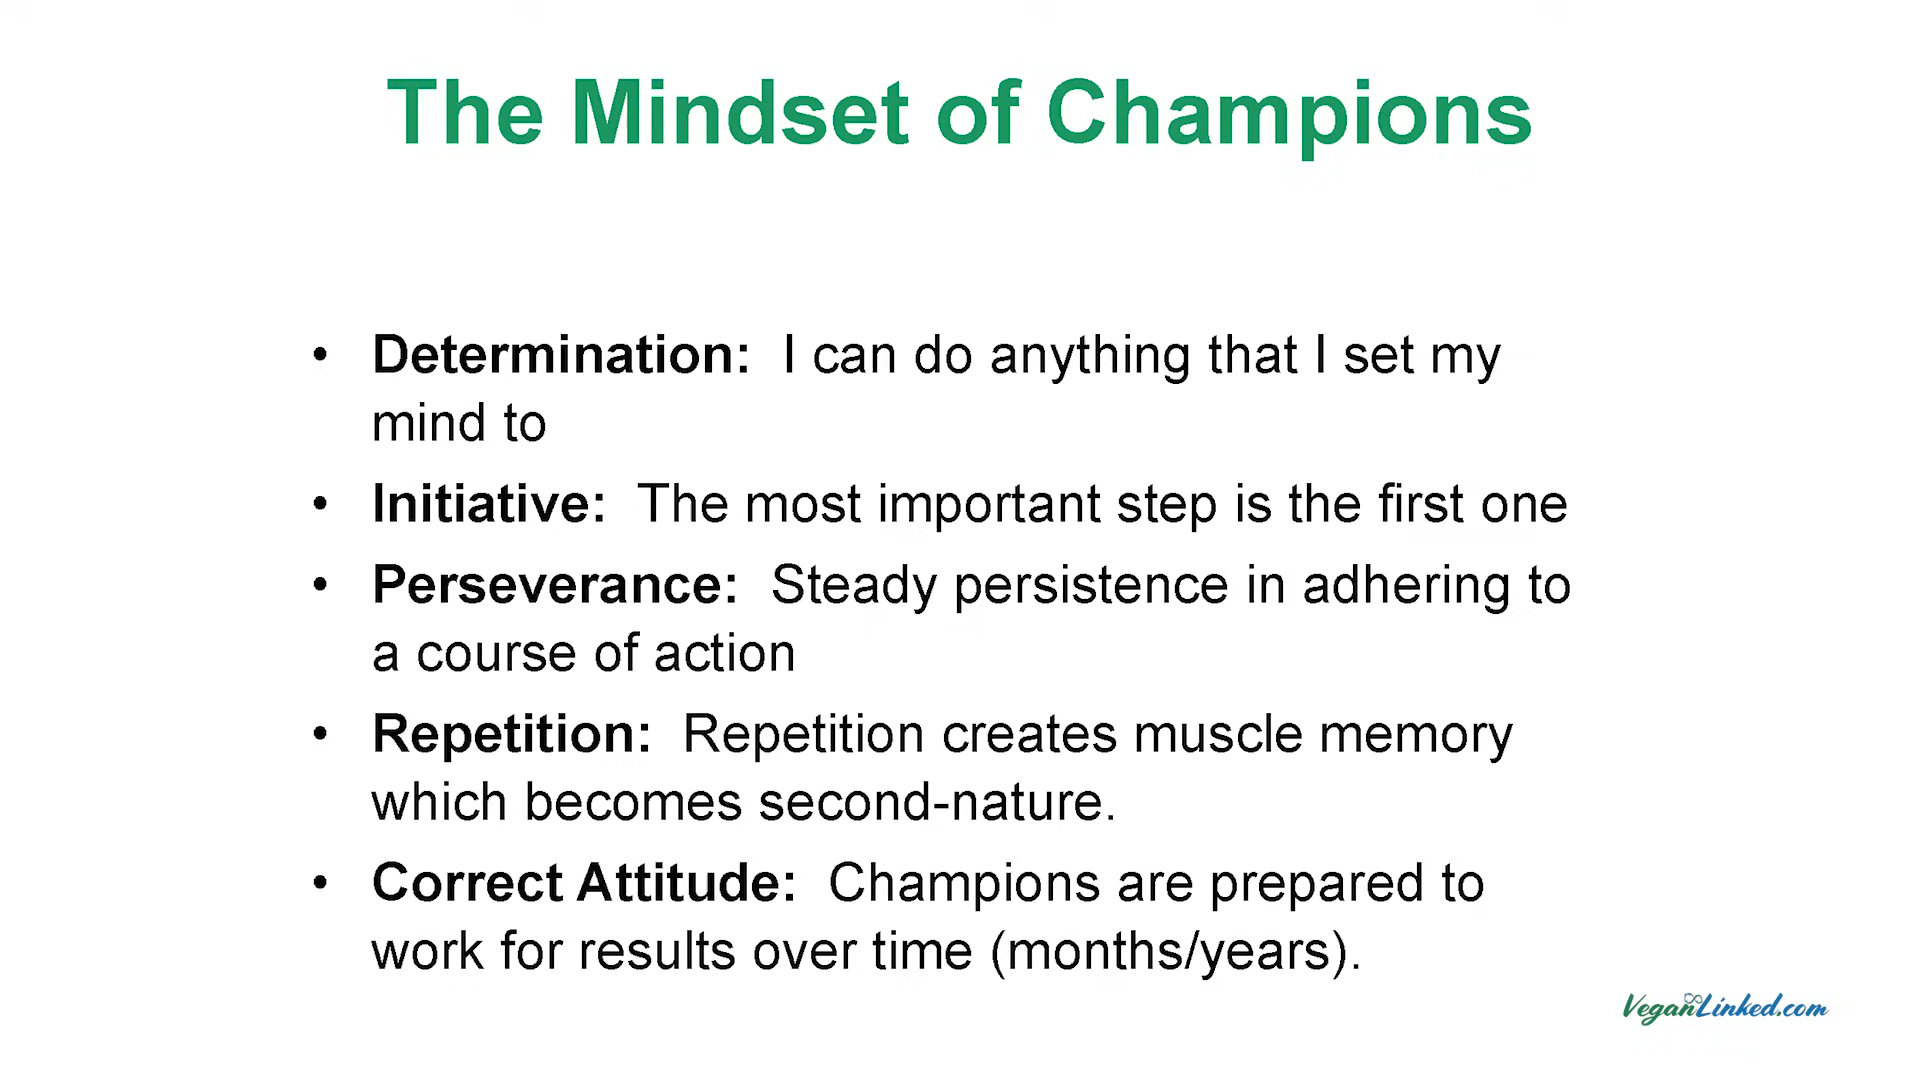 The Mindset of Champions
• Determination: I can do anything that I set my
mind to
• Initiative: The most important step is the first one
• Perseverance: Steady persistence in adhering to
a course of action
• Repetition: Repetition creates muscle memory
which becomes second-nature.
• Correct Attitude: Champions are prepared to
work for results over time (months/years).
VeganLinked.com